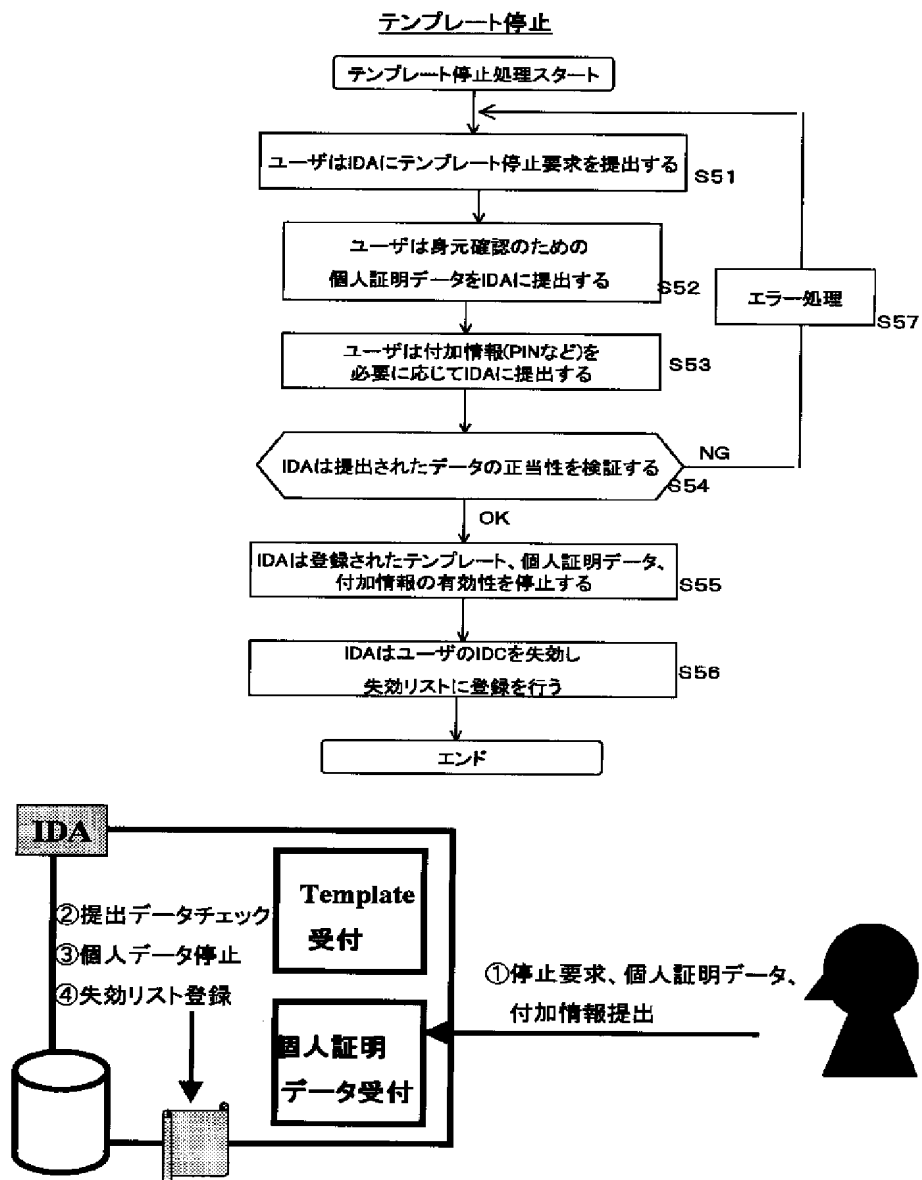 テンプレート停止
テンプレート停止処理スタート
ユーザはIDAにテンプレート停止要求を提出する
S51
ユーザは身元確認のための
個人証明データをIDAに提出する
S52
エラー処理
S57
ユーザは付加情報(PINなど)を
必要に応じてIDAに提出する
S53
IDAは提出されたデータの正当性を検証する
NG
S54
OK
IDAは登録されたテンプレート、個人証明データ、
付加情報の有効性を停止する
S55
IDAはユーザのIDCを失効し
失効リストに登録を行う
S56
エンド
IDA
Template
受付
②提出データチェック
③個人データ停止
④失効リスト登録
①停止要求、個人証明データ、
付加情報提出
個人証明
データ受付